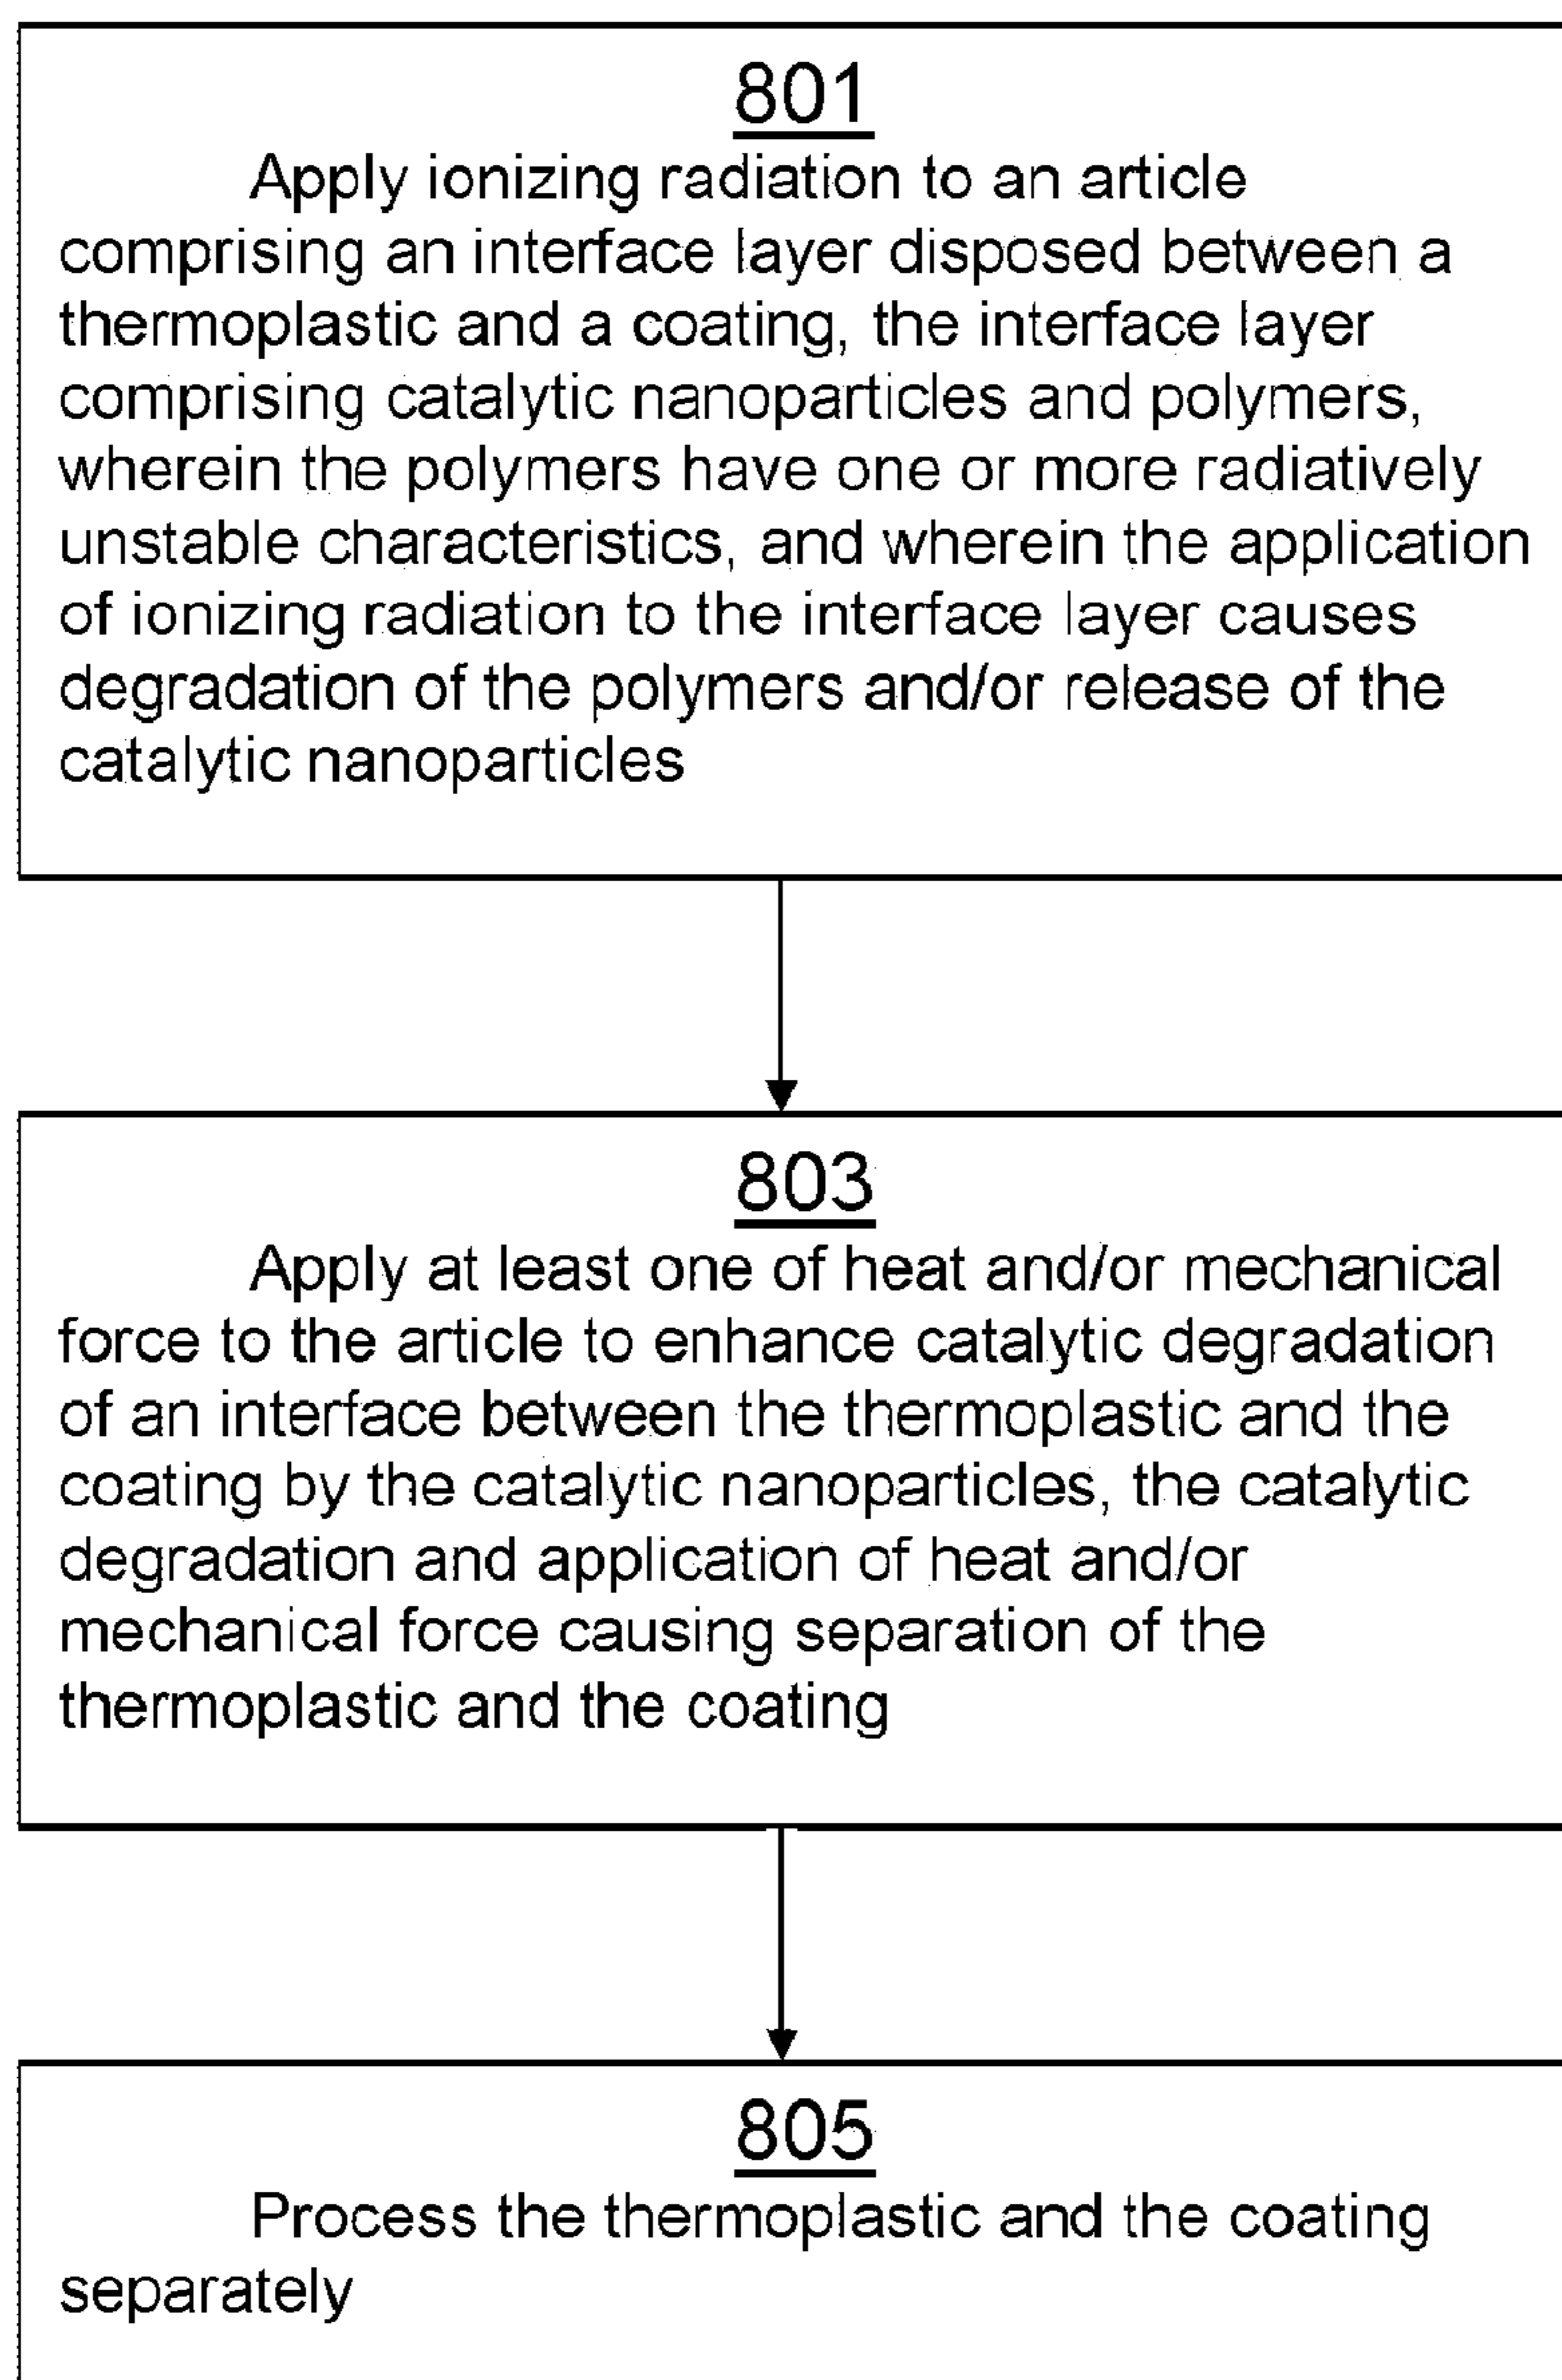 801
Apply ionizing radiation to an article
comprising an interface layer disposed between a
thermoplastic and a coating, the interface layer
comprising catalytic nanoparticles and polymers,
wherein the polymers have one or more radiatively
unstable characteristics, and wherein the application
of ionizing radiation to the interface layer causes
degradation of the polymers and/or release of the
catalytic nanoparticles
803
Apply at least one of heat and/or mechanical
force to the article to enhance catalytic degradation
of an interface between the thermoplastic and the
coating by the catalytic nanoparticles, the catalytic
degradation and application of heat and/or
mechanical force causing separation of the
thermoplastic and the coating
805
Process the thermoplastic and the coating
separately